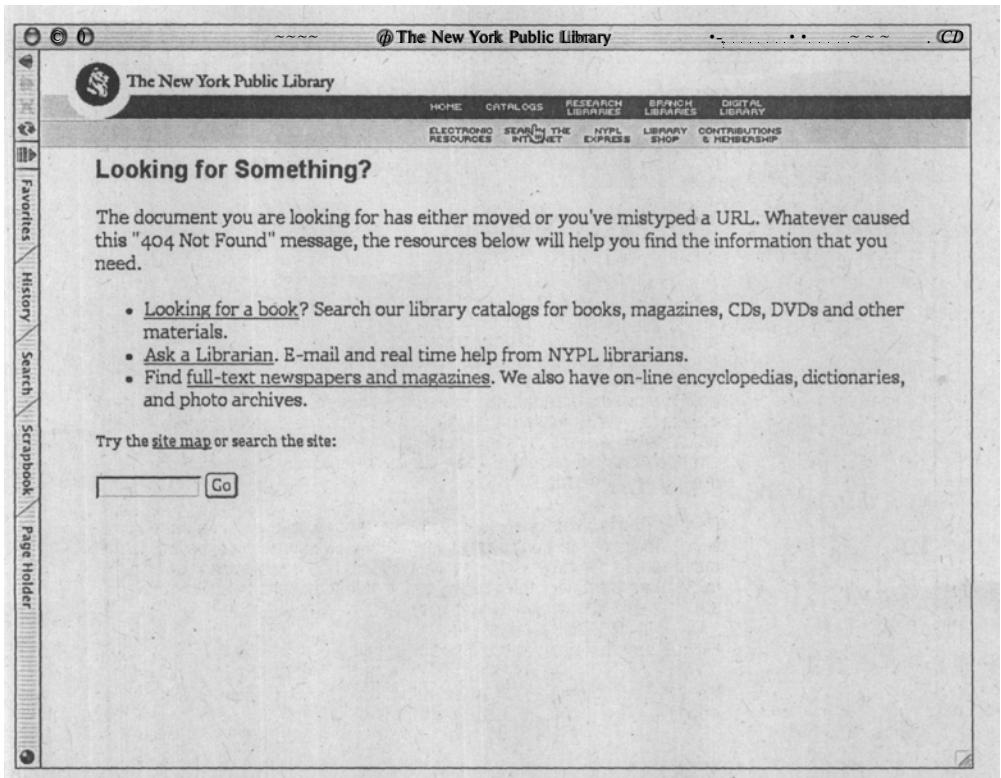 The New York Public Library
The New York Public Library
HOME CATALOGS RESEARCH LIBRARIES BRANCH LIBRARIES DIGITAL LIBRARY
ELECTRONIC RESOURCES SEARCH THE INTERNET NYPL EXPRESS LIBRARY SHOP CONTRIBUTIONS & MEMBERSHIP
Favorites
History
Search
Scrapbook
Page Holder
Looking for Something?
The document you are looking for has either moved or you've mistyped a URL. Whatever caused
this "404 Not Found" message, the resources below will help you find the information that you
need.
• Looking for a book? Search our library catalogs for books, magazines, CDs, DVDs and other
materials.
• Ask a Librarian. E-mail and real time help from NYPL librarians.
• Find full-text newspapers and magazines. We also have on-line encyclopedias, dictionaries,
and photo archives.
Try the site map or search the site:
Go